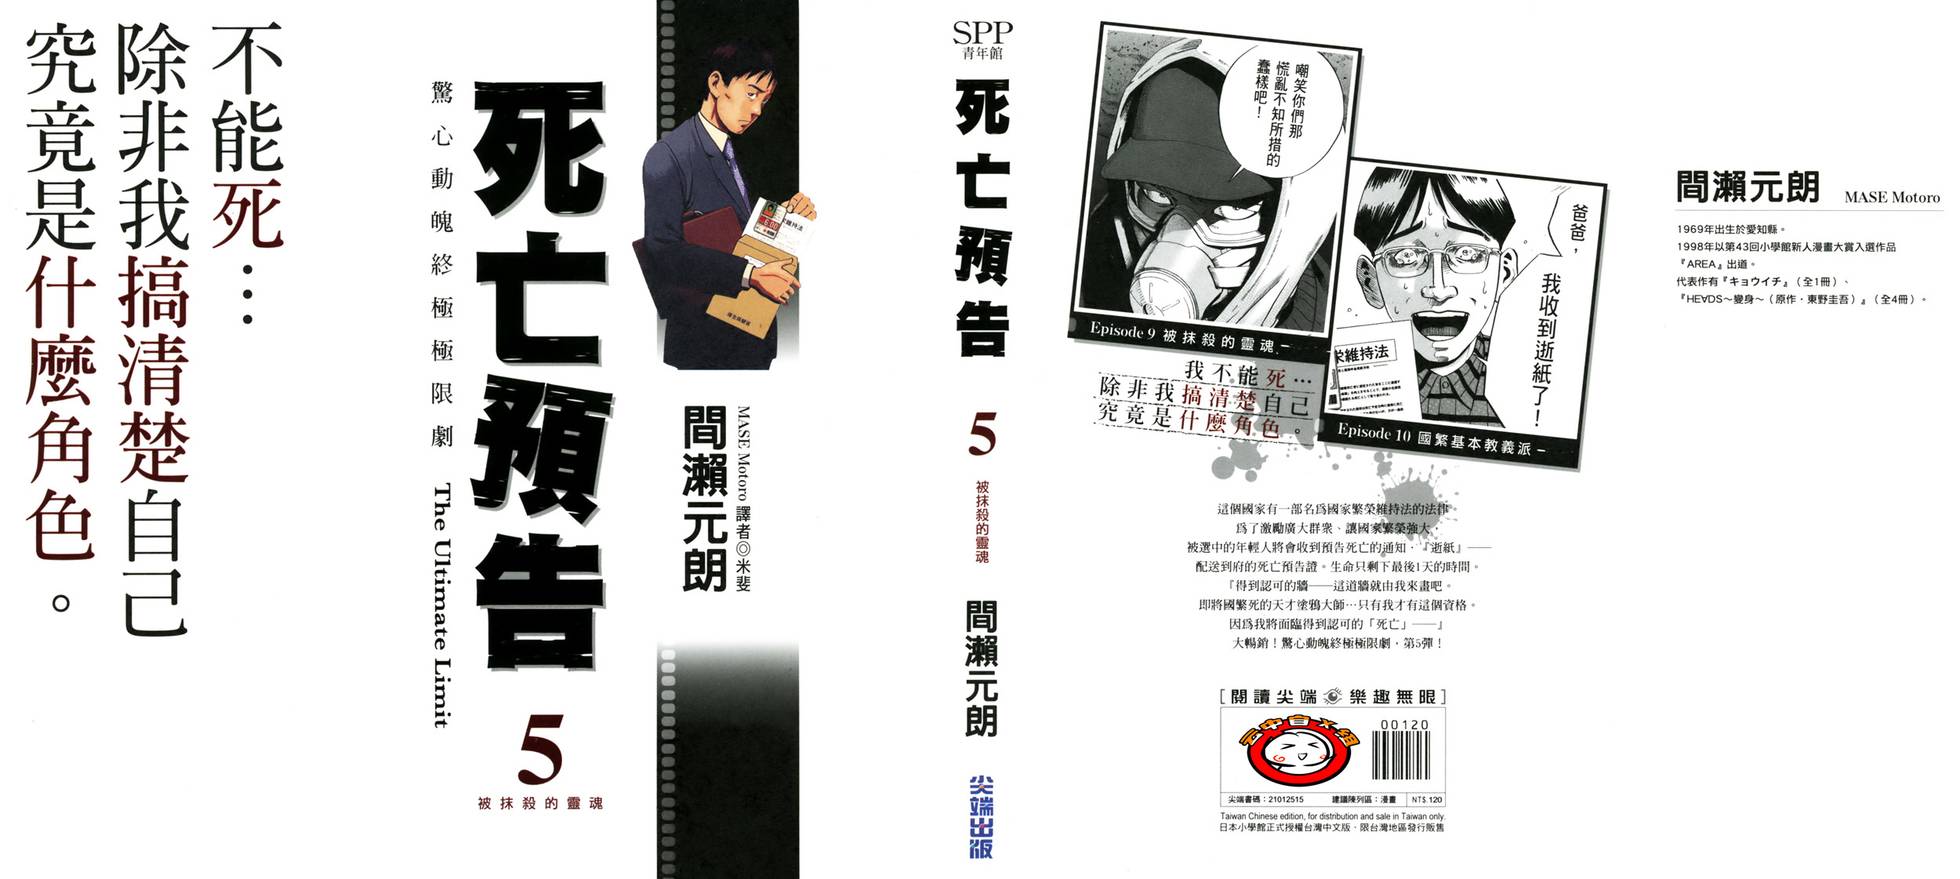 不能死…
除非我搞清楚自己
究竟是什麼角色。
驚心動魄終極極限劇 The Ultimate Limit
死亡預告
5
被抹殺的靈魂
維持法
MASE Motoro 譯者◎米斐
間瀨元朗
SPP
青年館
死亡預告
5
被抹殺的靈魂
間瀨元朗
尖端出版
嘲笑你們那
慌亂不知所措的
蠢樣吧！
Episode 9 被抹殺的靈魂－
爸爸，
我收到逝紙了！
維持法
Episode 10 國繁基本教義派－
我不能死…
除非我搞清楚自己
究竟是什麼角色。
這個國家有一部名為國家繁榮維持法的法律
為了激勵廣大群眾、讓國家繁榮強大，
被選中的年輕人將會收到預告死亡的通知．『逝紙』——
配送到府的死亡預告證。生命只剩下最後1天的時間。
『得到認可的牆——這道牆就由我來畫吧。
即將國繁死的天才塗鴉大師…只有我才有這個資格。
因為我將面臨得到認可的「死亡」——』
大暢銷！驚心動魄終極極限劇．第5彈！
[閱讀尖端 樂趣無限]
云中官X組
00120
尖端書碼：21012515 建議陳列區：漫畫 NT$.120
Taiwan Chinese edition, for distribution and sale in Taiwan only.
日本小學館正式授權台灣中文版．限台灣地區發行販售
間瀨元朗 MASE Motoro
1969年出生於愛知縣。
1998年以第43回小學館新人漫畫大賞入選作品
『AREA』出道。
代表作有『キョウイチ』（全1冊）、
『HE∀DS～變身～（原作．東野圭吾）』（全4冊）。